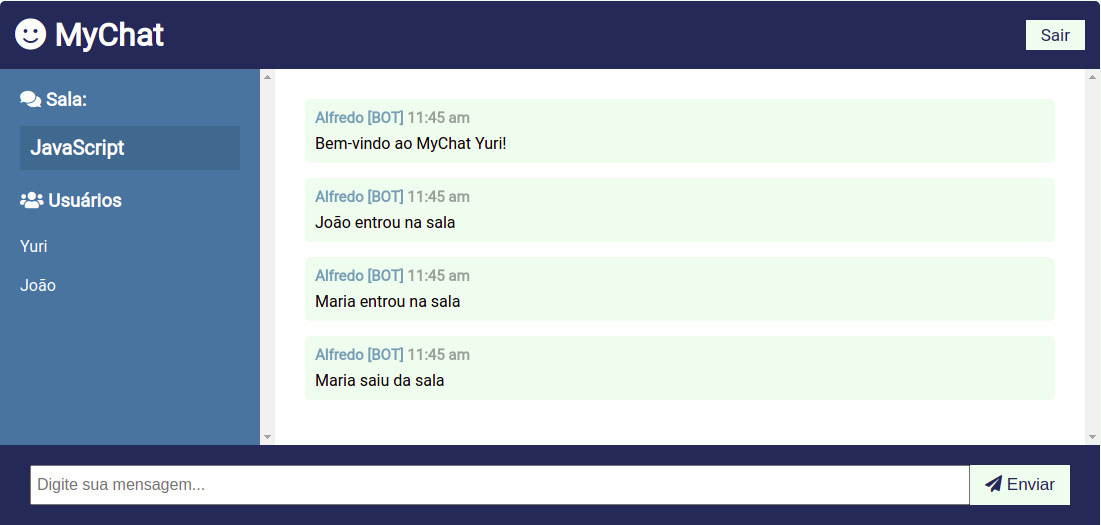 MyChat
Sair
Sala:
JavaScript
Usuários
Yuri
João
Alfredo [BOT] 11:45 am
Bem-vindo ao MyChat Yuri!
Alfredo [BOT] 11:45 am
João entrou na sala
Alfredo [BOT] 11:45 am
Maria entrou na sala
Alfredo [BOT] 11:45 am
Maria saiu da sala
Digite sua mensagem...
Enviar